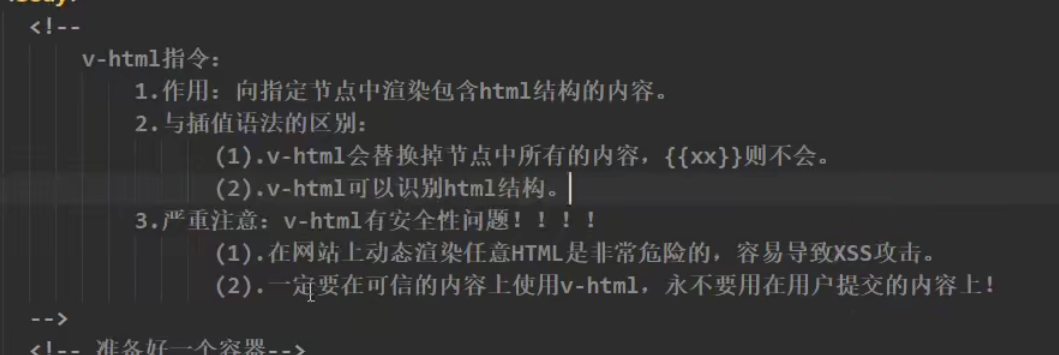 <body>
<!--
v-html指令：
1.作用：向指定节点中渲染包含html结构的内容。
2.与插值语法的区别：
(1).v-html会替换掉节点中所有的内容，{{xx}}则不会。
(2).v-html可以识别html结构。
3.严重注意：v-html有安全性问题！！！！
(1).在网站上动态渲染任意HTML是非常危险的，容易导致XSS攻击。
(2).一定要在可信的内容上使用v-html，永不要用在用户提交的内容上！
-->
<!-- 准备好一个容器-->